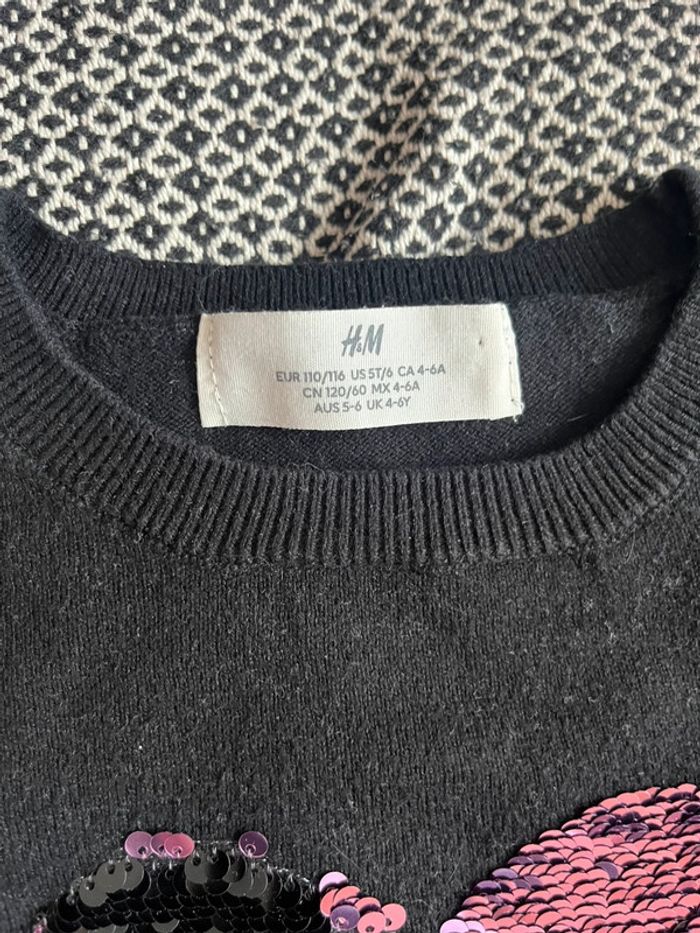 H&M
EUR 110/116 US 5T/6 CA 4-6A
CN 120/60 MX 4-6A
AUS 5-6 UK 4-6Y